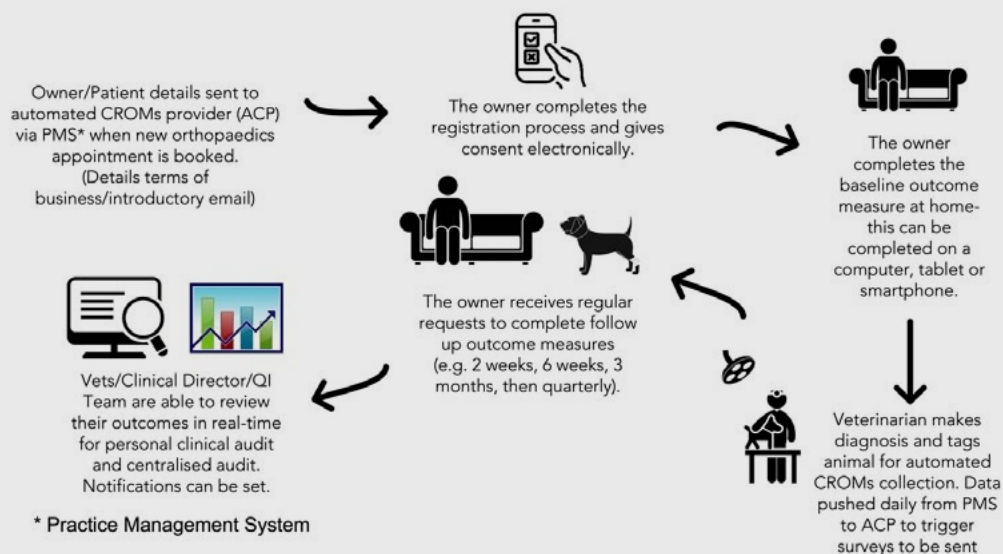 Owner/Patient details sent to
automated CROMs provider (ACP)
via PMS* when new orthopaedics
appointment is booked.
(Details terms of
business/introductory email)
The owner completes the
registration process and gives
consent electronically.
The owner
completes the
baseline outcome
measure at home-
this can be
completed on a
computer, tablet or
smartphone.
Veterinarian makes
diagnosis and tags
animal for automated
CROMs collection. Data
pushed daily from PMS
to ACP to trigger
surveys to be sent
The owner receives regular
requests to complete follow
up outcome measures
(e.g. 2 weeks, 6 weeks, 3
months, then quarterly).
Vets/Clinical Director/QI
Team are able to review
their outcomes in real-time
for personal clinical audit
and centralised audit.
Notifications can be set.
* Practice Management System